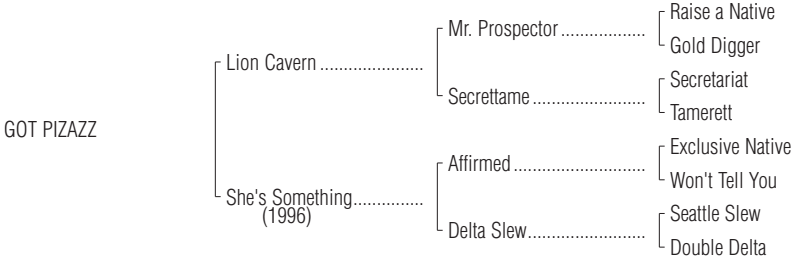 Raise a Native
Mr. Prospector ..................
Gold Digger
Lion Cavern ......................
Secretariat
Secrettame ........................
Tamerett
GOT PIZAZZ
Exclusive Native
Affirmed ............................
Won't Tell You
She's Something...............
(1996)
Seattle Slew
Delta Slew.........................
Double Delta